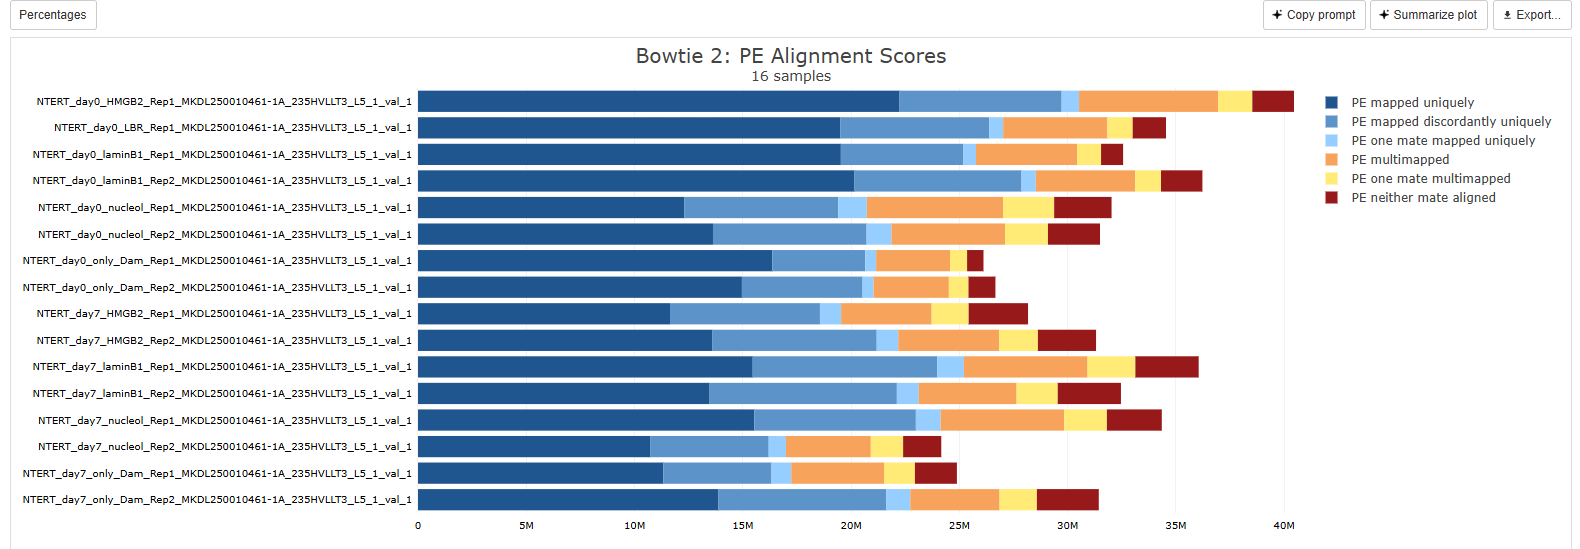 Percentages
Copy prompt
Summarize plot
Export...
Bowtie 2: PE Alignment Scores
16 samples
NTERT_day0_HMGB2_Rep1_MKDL250010461-1A_235HVLLT3_L5_1_val_1
NTERT_day0_LBR_Rep1_MKDL250010461-1A_235HVLLT3_L5_1_val_1
NTERT_day0_laminB1_Rep1_MKDL250010461-1A_235HVLLT3_L5_1_val_1
NTERT_day0_laminB1_Rep2_MKDL250010461-1A_235HVLLT3_L5_1_val_1
NTERT_day0_nucleol_Rep1_MKDL250010461-1A_235HVLLT3_L5_1_val_1
NTERT_day0_nucleol_Rep2_MKDL250010461-1A_235HVLLT3_L5_1_val_1
NTERT_day0_only_Dam_Rep1_MKDL250010461-1A_235HVLLT3_L5_1_val_1
NTERT_day0_only_Dam_Rep2_MKDL250010461-1A_235HVLLT3_L5_1_val_1
NTERT_day7_HMGB2_Rep1_MKDL250010461-1A_235HVLLT3_L5_1_val_1
NTERT_day7_HMGB2_Rep2_MKDL250010461-1A_235HVLLT3_L5_1_val_1
NTERT_day7_laminB1_Rep1_MKDL250010461-1A_235HVLLT3_L5_1_val_1
NTERT_day7_laminB1_Rep2_MKDL250010461-1A_235HVLLT3_L5_1_val_1
NTERT_day7_nucleol_Rep1_MKDL250010461-1A_235HVLLT3_L5_1_val_1
NTERT_day7_nucleol_Rep2_MKDL250010461-1A_235HVLLT3_L5_1_val_1
NTERT_day7_only_Dam_Rep1_MKDL250010461-1A_235HVLLT3_L5_1_val_1
NTERT_day7_only_Dam_Rep2_MKDL250010461-1A_235HVLLT3_L5_1_val_1
0 5M 10M 15M 20M 25M 30M 35M 40M
PE mapped uniquely
PE mapped discordantly uniquely
PE one mate mapped uniquely
PE multimapped
PE one mate multimapped
PE neither mate aligned